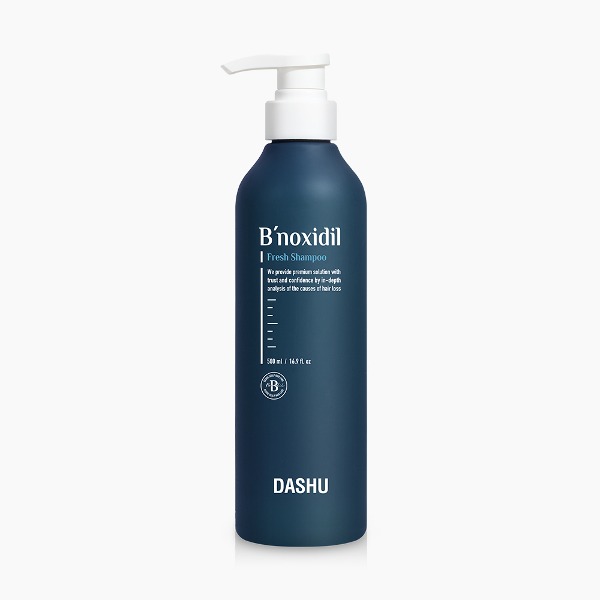 B'noxidil
Fresh Shampoo
We provide premium solution with
trust and confidence by in-depth
analysis of the causes of hair loss
500 ml / 16.9 fl. oz
B
DASHU